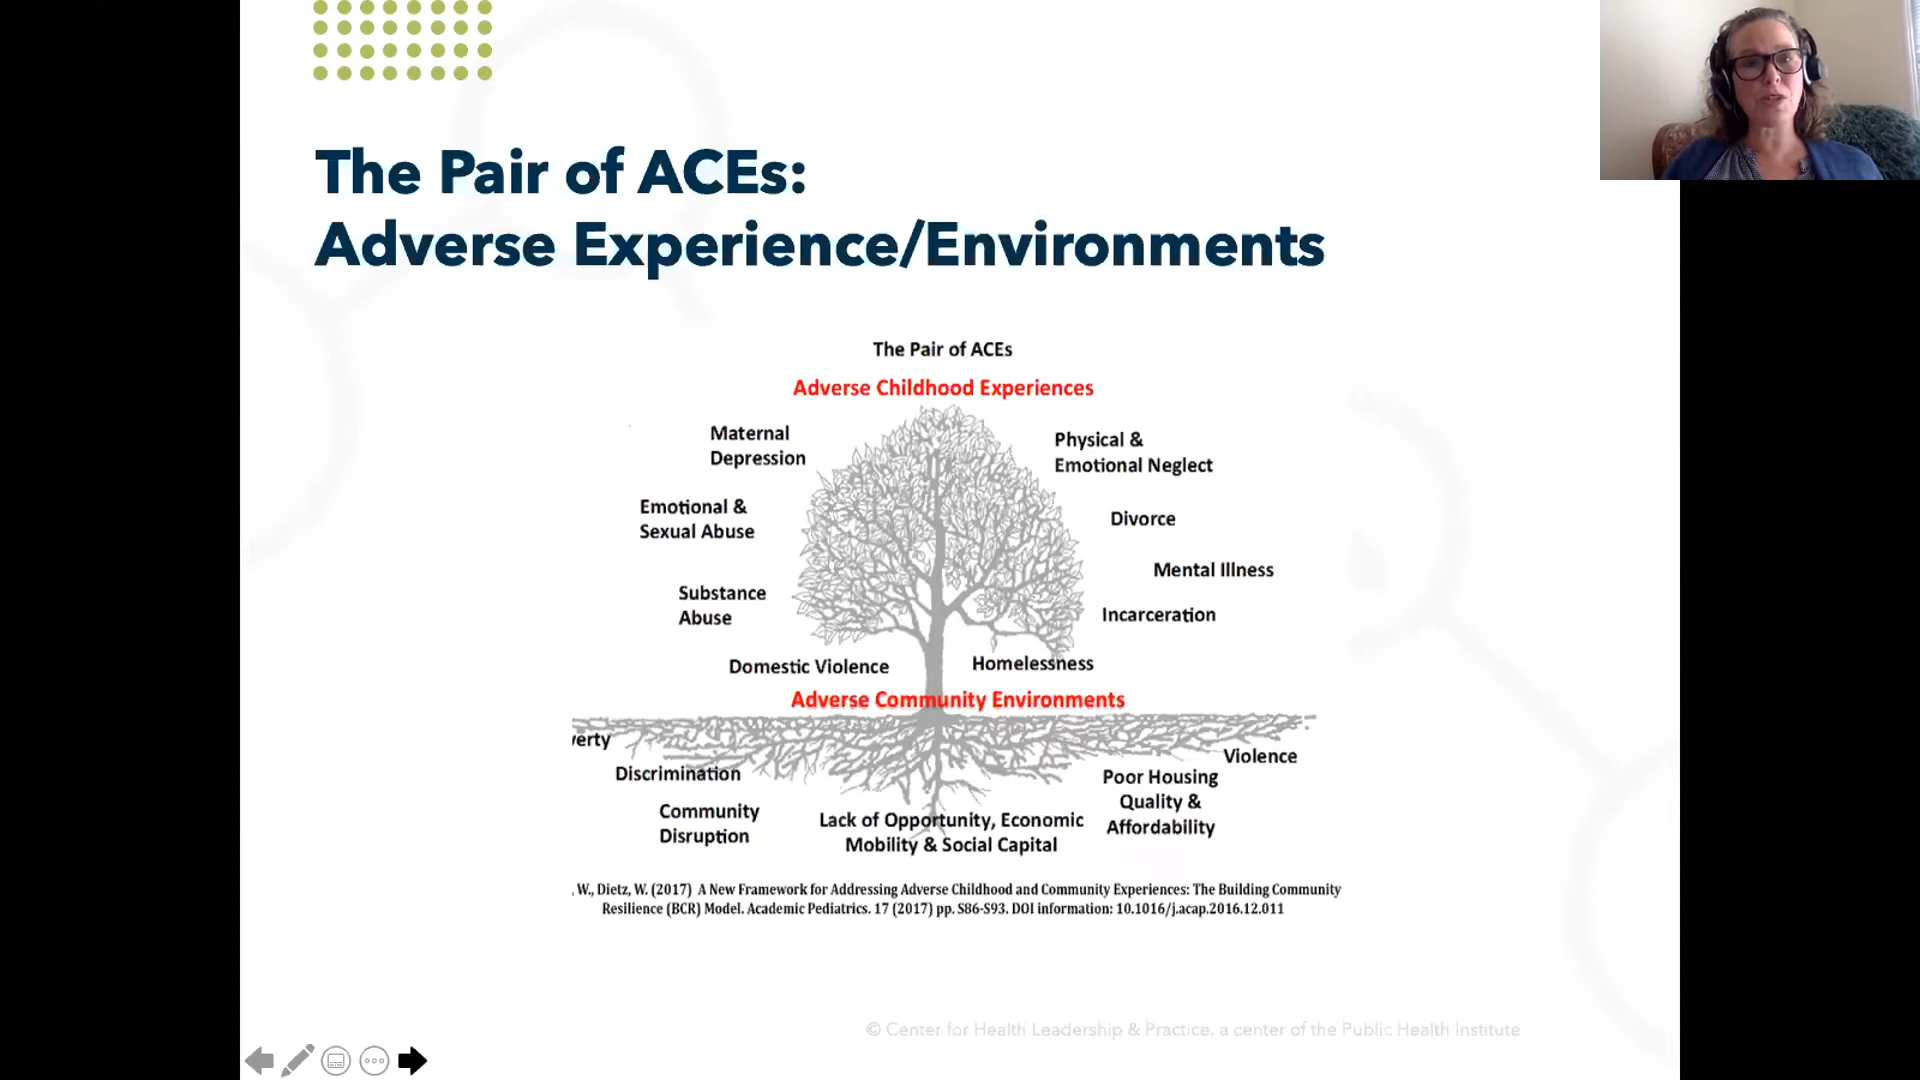 The Pair of ACEs:
Adverse Experience/Environments
The Pair of ACEs
Adverse Childhood Experiences
Maternal
Depression
Physical &
Emotional Neglect
Emotional &
Sexual Abuse
Divorce
Mental Illness
Substance
Abuse
Incarceration
Domestic Violence
Homelessness
Adverse Community Environments
verty
Violence
Discrimination
Poor Housing
Quality &
Affordability
Community
Disruption
Lack of Opportunity, Economic
Mobility & Social Capital
, W., Dietz, W. (2017) A New Framework for Addressing Adverse Childhood and Community Experiences: The Building Community
Resilience (BCR) Model. Academic Pediatrics. 17 (2017) pp. S86-S93. DOI information: 10.1016/j.acap.2016.12.011
© Center for Health Leadership & Practice, a center of the Public Health Institute